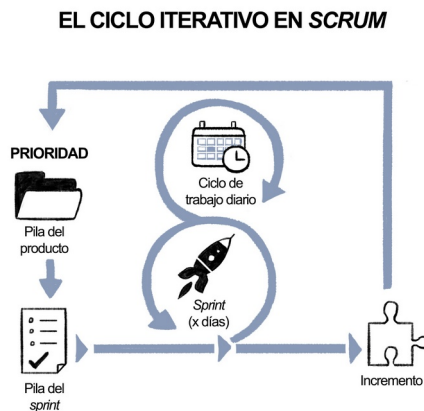 EL CICLO ITERATIVO EN SCRUM
PRIORIDAD
Pila del
producto
Ciclo de
trabajo diario
Sprint
(x días)
Pila del
sprint
Incremento